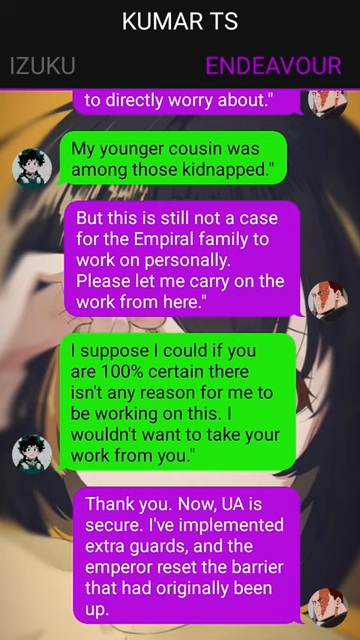 KUMAR TS
IZUKU
ENDEAVOUR
to directly worry about."
My younger cousin was
among those kidnapped."
But this is still not a case
for the Empiral family to
work on personally.
Please let me carry on the
work from here."
I suppose I could if you
are 100% certain there
isn't any reason for me to
be working on this. I
wouldn't want to take your
work from you."
Thank you. Now, UA is
secure. I've implemented
extra guards, and the
emperor reset the barrier
that had originally been
up.